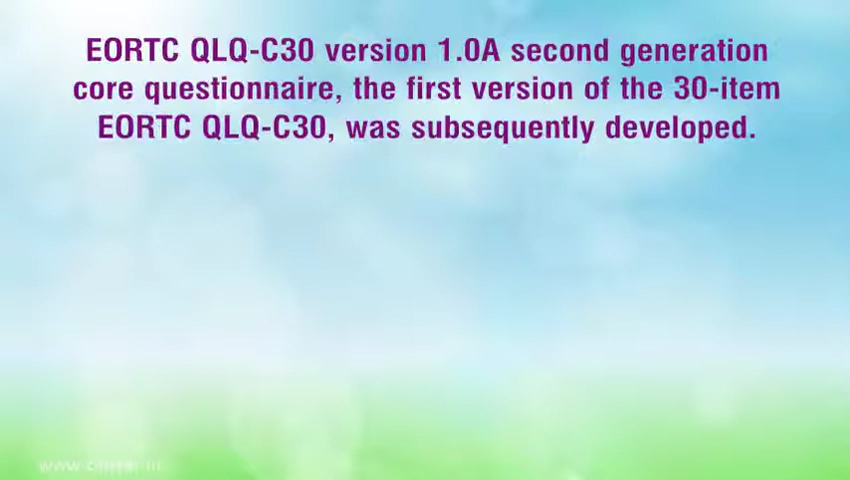 EORTC QLQ-C30 version 1.0A second generation
core questionnaire, the first version of the 30-item
EORTC QLQ-C30, was subsequently developed.